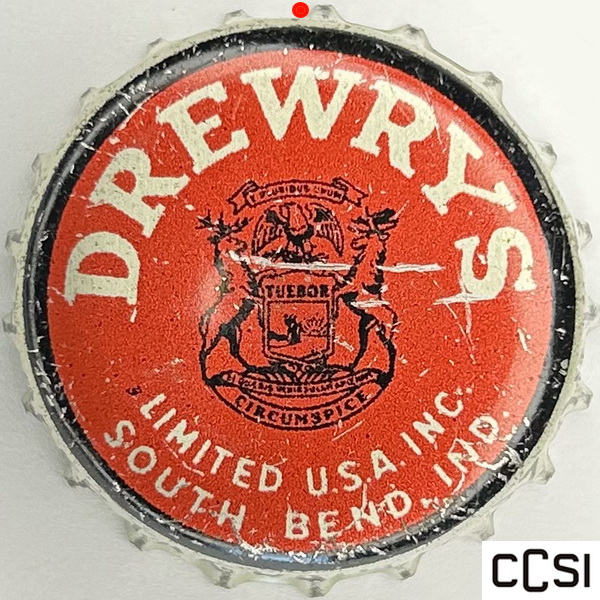 DREWRYS
E PLURIBUS UNUM
TUEBOR
CIRCUMSPICE
LIMITED U.S.A. INC.
SOUTH BEND. IND.
CCSI